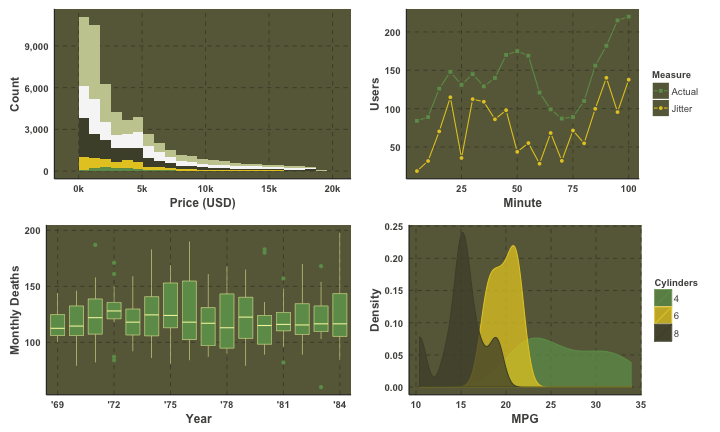 9,000
6,000
3,000
0
Count
0k
5k
10k
15k
20k
Price (USD)
200
150
100
50
Users
25
50
75
100
Minute
Measure
Actual
Jitter
200
150
100
Monthly Deaths
'69
'72
'75
'78
'81
'84
Year
0.25
0.20
0.15
0.10
0.05
0.00
Density
10
15
20
25
30
35
MPG
Cylinders
4
6
8